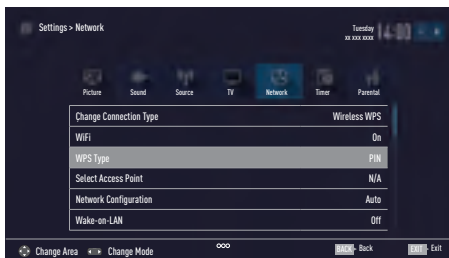 Settings > Network
Tuesday
xx xxx xxxx
14:00
Picture Sound Source TV Network Timer Parental
Change Connection Type Wireless WPS
WiFi On
WPS Type PIN
Select Access Point N/A
Network Configuration Auto
Wake-on-LAN Off
Change Area Change Mode BACK - Back EXIT - Exit